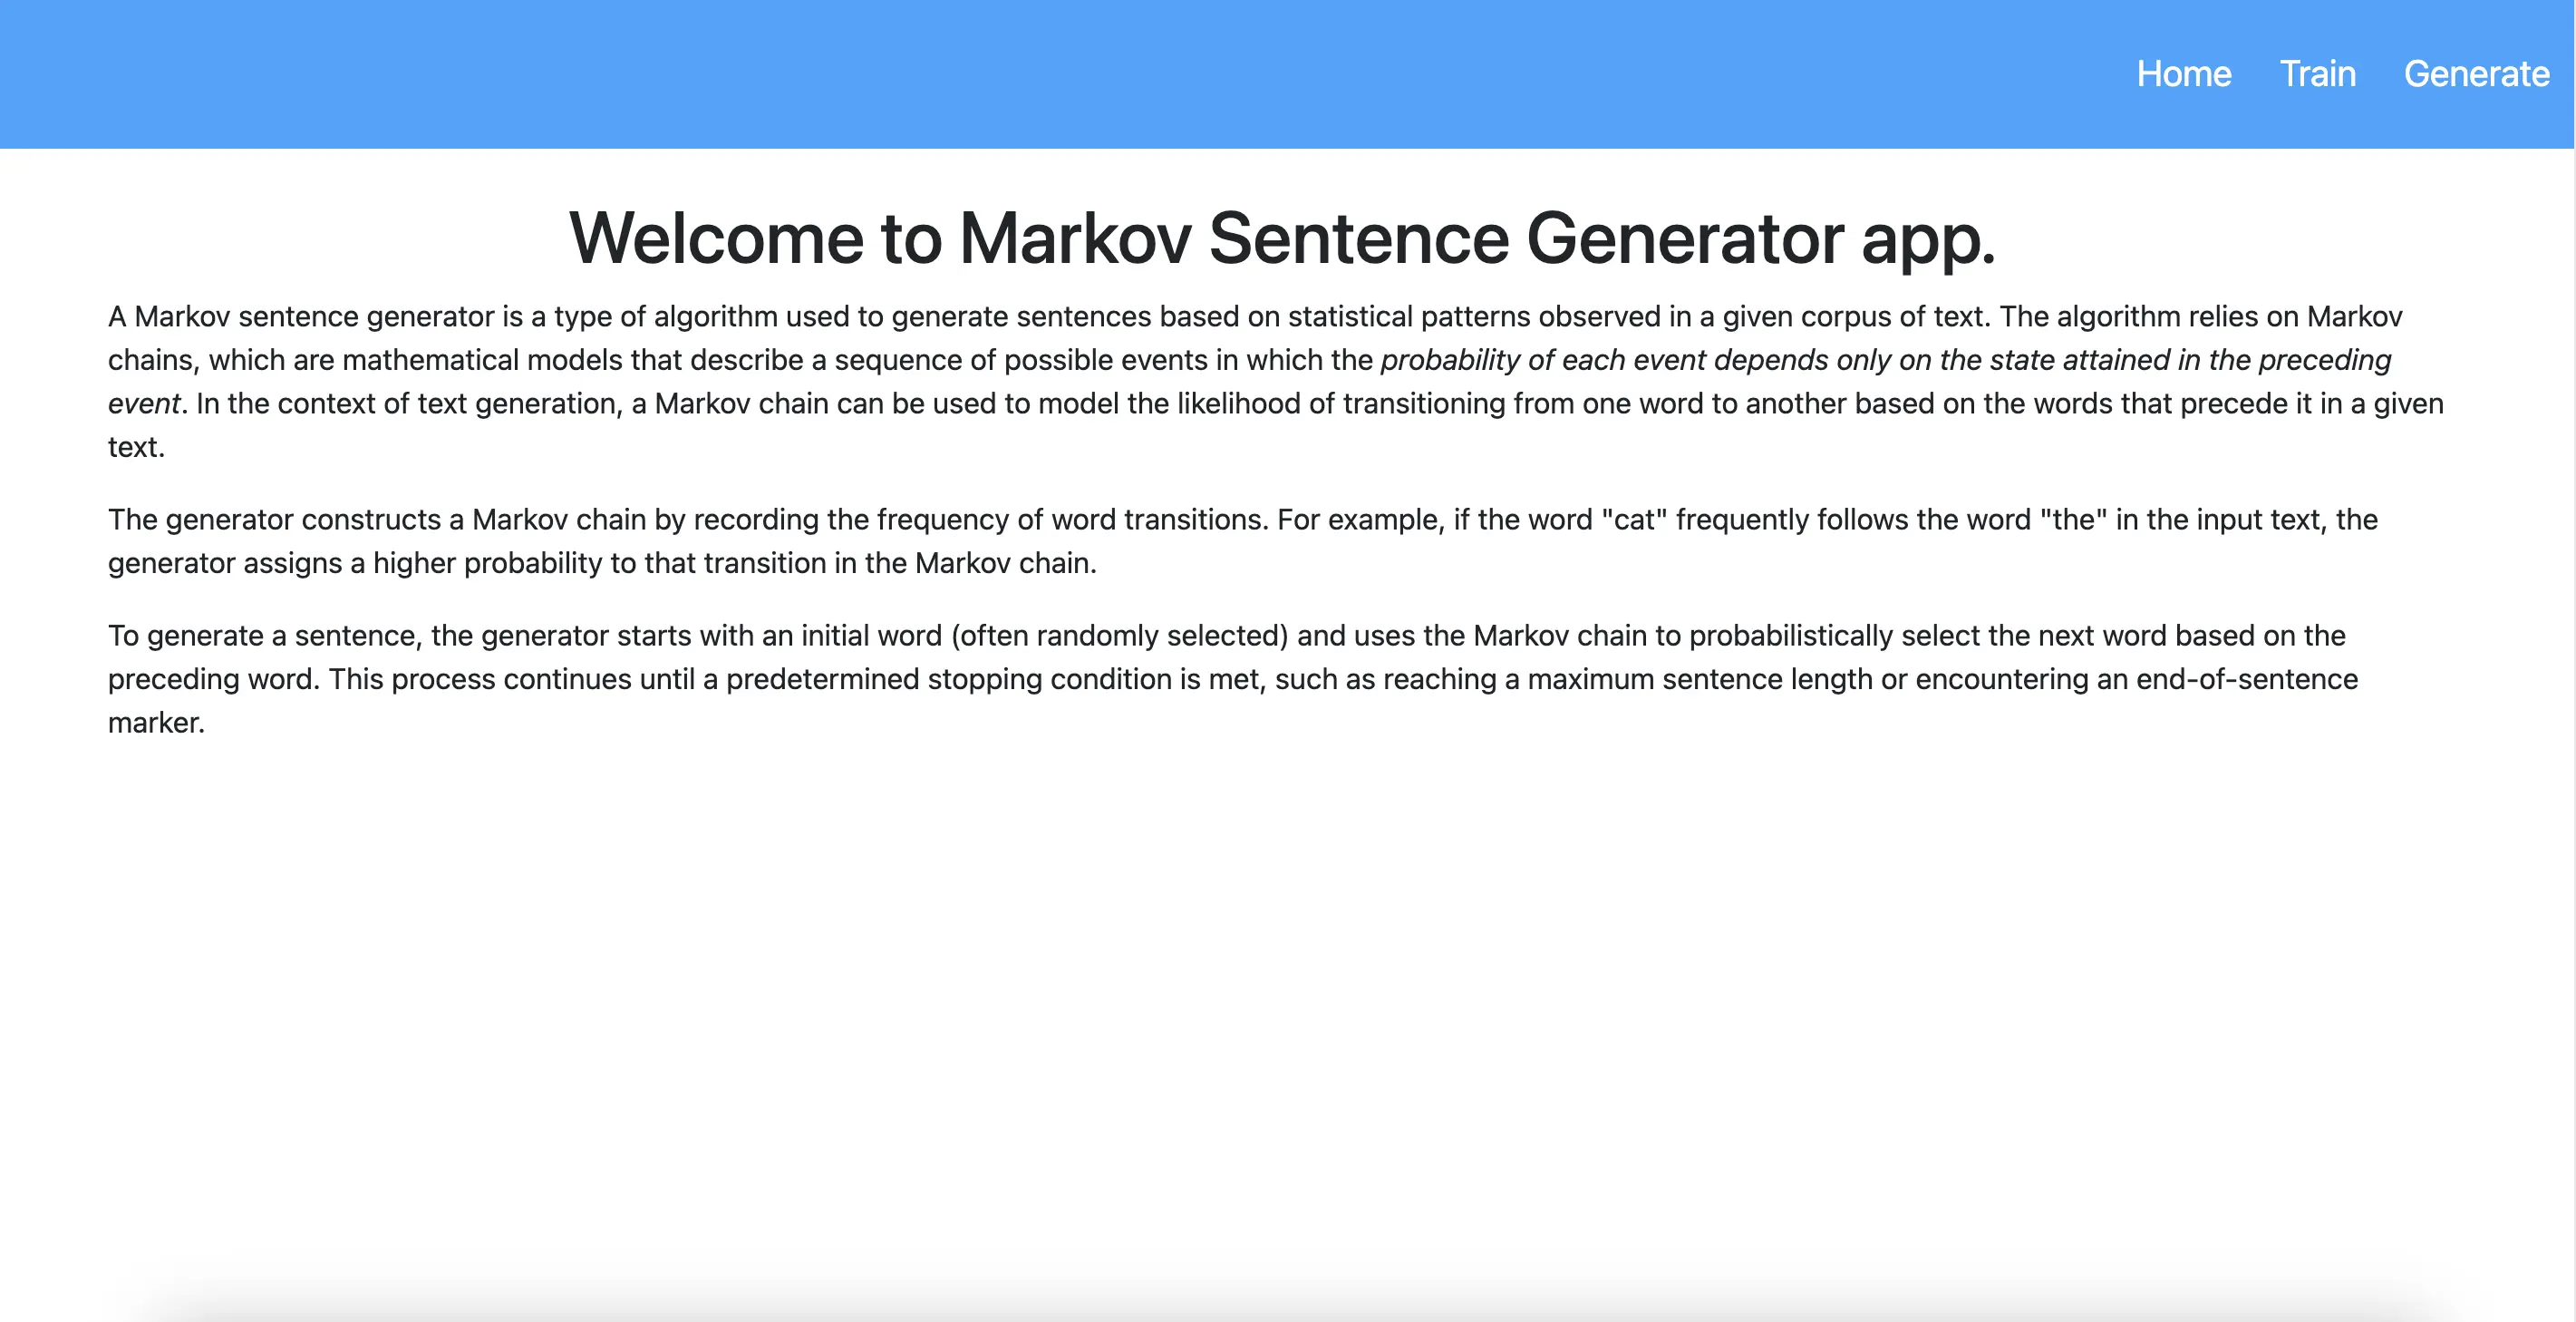 Home Train Generate
Welcome to Markov Sentence Generator app.
A Markov sentence generator is a type of algorithm used to generate sentences based on statistical patterns observed in a given corpus of text. The algorithm relies on Markov
chains, which are mathematical models that describe a sequence of possible events in which the probability of each event depends only on the state attained in the preceding
event. In the context of text generation, a Markov chain can be used to model the likelihood of transitioning from one word to another based on the words that precede it in a given
text.
The generator constructs a Markov chain by recording the frequency of word transitions. For example, if the word "cat" frequently follows the word "the" in the input text, the
generator assigns a higher probability to that transition in the Markov chain.
To generate a sentence, the generator starts with an initial word (often randomly selected) and uses the Markov chain to probabilistically select the next word based on the
preceding word. This process continues until a predetermined stopping condition is met, such as reaching a maximum sentence length or encountering an end-of-sentence
marker.